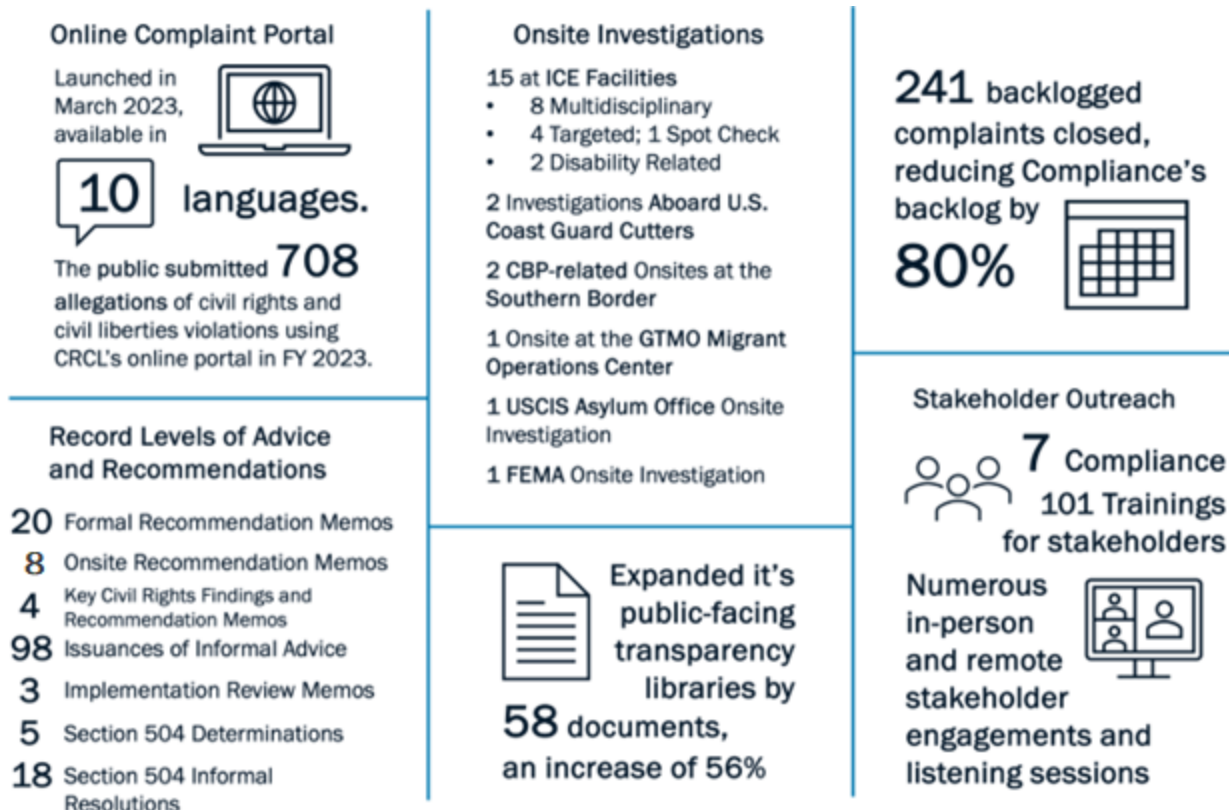 Online Complaint Portal
Launched in
March 2023,
available in
10 languages.
The public submitted 708
allegations of civil rights and
civil liberties violations using
CRCL's online portal in FY 2023.
Record Levels of Advice
and Recommendations
20 Formal Recommendation Memos
8 Onsite Recommendation Memos
4 Key Civil Rights Findings and
Recommendation Memos
98 Issuances of Informal Advice
3 Implementation Review Memos
5 Section 504 Determinations
18 Section 504 Informal
Resolutions
Onsite Investigations
15 at ICE Facilities
• 8 Multidisciplinary
• 4 Targeted; 1 Spot Check
• 2 Disability Related
2 Investigations Aboard U.S.
Coast Guard Cutters
2 CBP-related Onsites at the
Southern Border
1 Onsite at the GTMO Migrant
Operations Center
1 USCIS Asylum Office Onsite
Investigation
1 FEMA Onsite Investigation
Expanded it's
public-facing
transparency
libraries by
58 documents,
an increase of 56%
241 backlogged
complaints closed,
reducing Compliance's
backlog by
80%
Stakeholder Outreach
7 Compliance
101 Trainings
for stakeholders
Numerous
in-person
and remote
stakeholder
engagements and
listening sessions